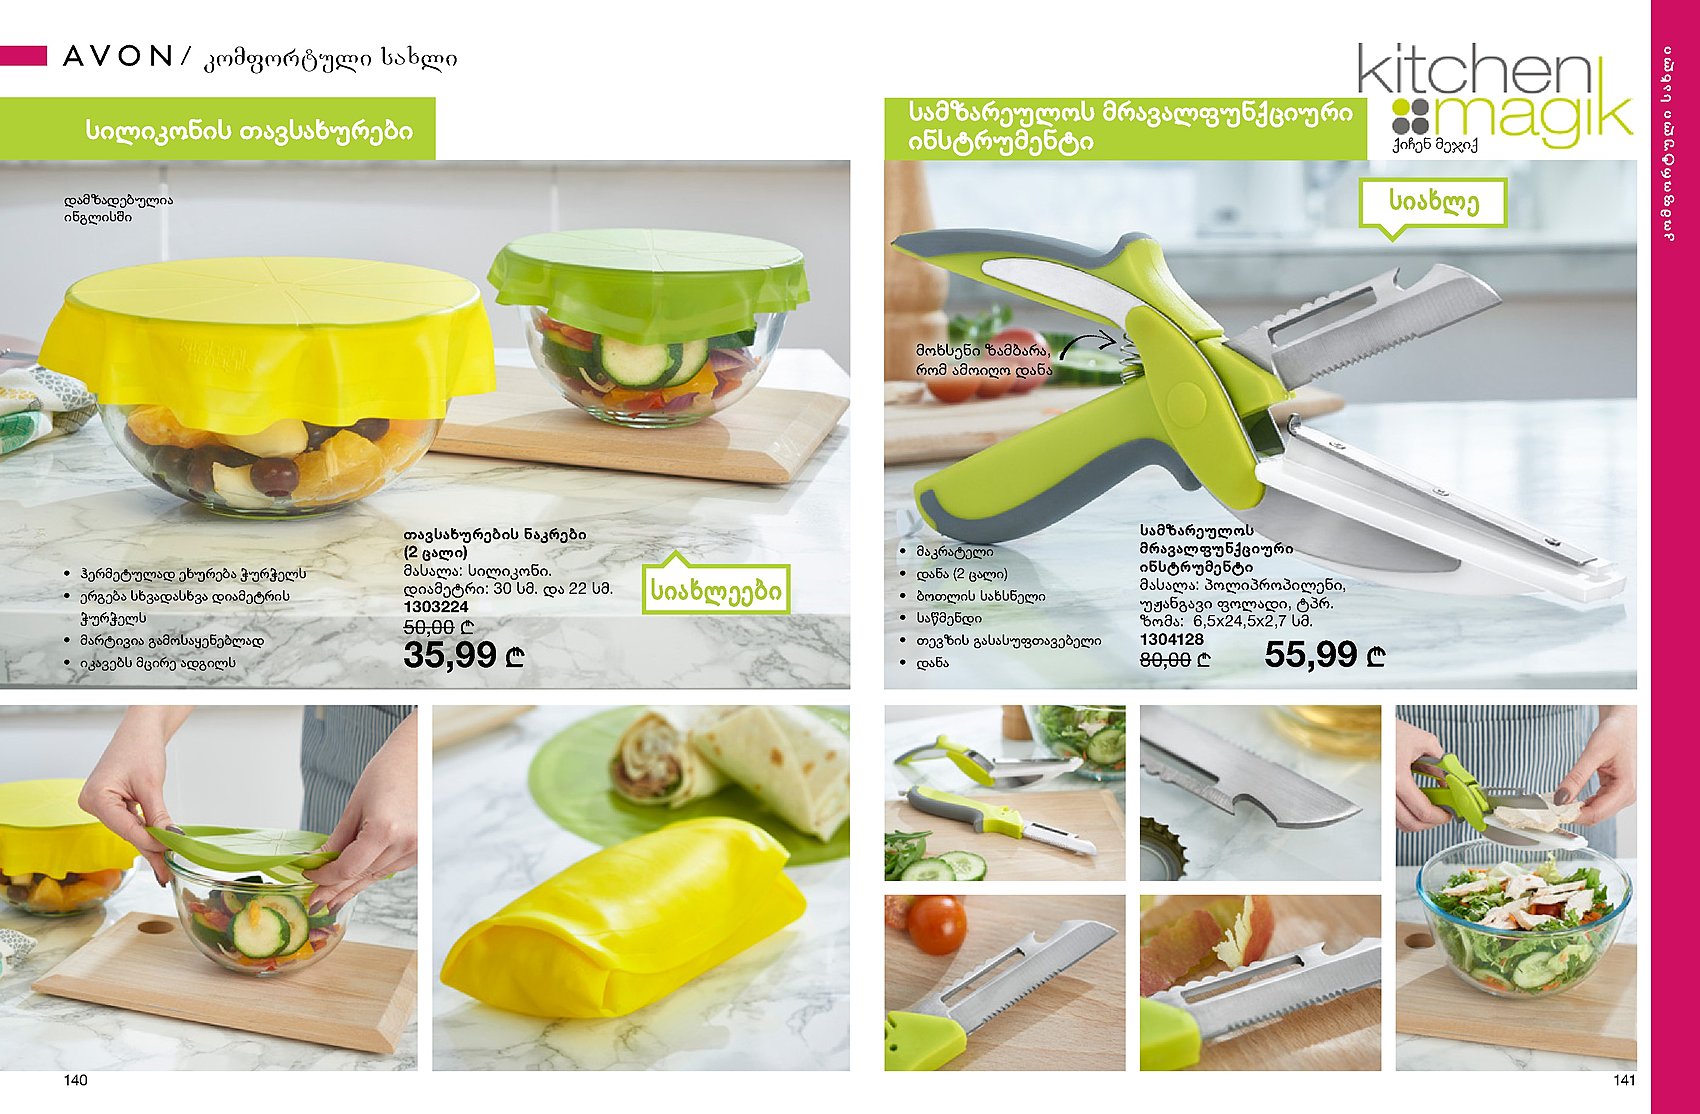 AVON/ კომფორტული სახლი
სილიკონის თავსახურები
დამზადებულია
ინგლისში
თავსახურების ნაკრები
(2 ცალი)
მასალა: სილიკონი.
დიამეტრი: 30 სმ. და 22 სმ.
1303224
50,00 ₾
35,99 ₾
• ჰერმეტულად ეხურება ჭურჭელს
• ერგება სხვადასხვა დიამეტრის
ჭურჭელს
• მარტივია გამოსაყენებლად
• იკავებს მცირე ადგილს
სიახლეები
140
სამზარეულოს მრავალფუნქციური
ინსტრუმენტი
kitchen
magik
ქიჩენ მეჯიქ
სიახლე
მოხსენი ზამბარა,
რომ ამოიღო დანა
• მაკრატელი
• დანა (2 ცალი)
• ბოთლის სახსნელი
• საწმენდი
• თევზის გასასუფთავებელი
• დანა
სამზარეულოს
მრავალფუნქციური
ინსტრუმენტი
მასალა: პოლიპროპილენი,
უჟანგავი ფოლადი, ტპრ.
ზომა: 6,5x24,5x2,7 სმ.
1304128
80,00 ₾
55,99 ₾
კომფორტული სახლი
141